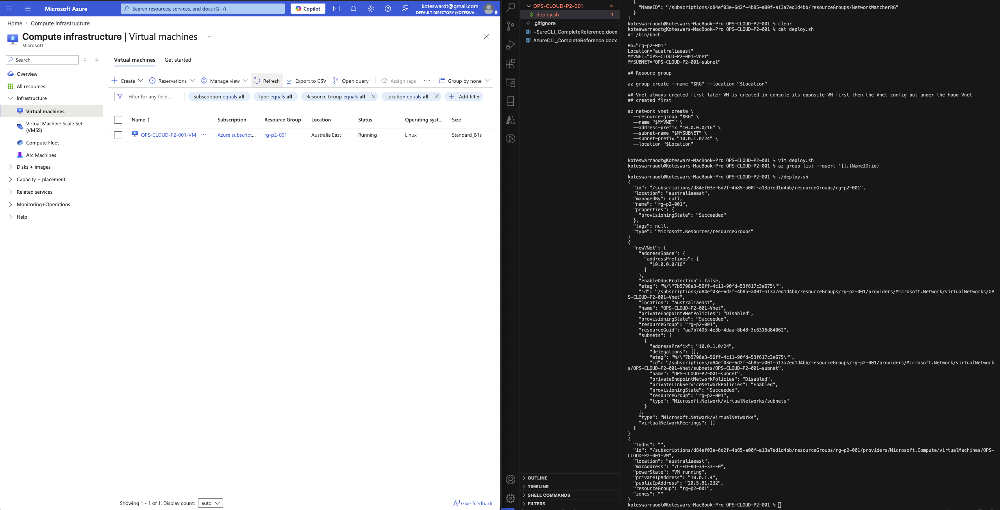 Microsoft Azure
Search resources, services, and docs (G+/)
Copilot
koteswardt@gmail.com
DEFAULT DIRECTORY (KOTESWA...
Home > Compute infrastructure
Compute infrastructure | Virtual machines ...
Microsoft
Search
Overview
All resources
Infrastructure
Virtual machines
Virtual Machine Scale Set
(VMSS)
Compute Fleet
Arc Machines
Disks + images
Capacity + placement
Related services
Monitoring+Operations
Help
Virtual machines Get started
Create Reservations Manage view Refresh Export to CSV Open query | Assign tags ... Group by none
Filter for any field... Subscription equals all Type equals all Resource Group equals all Location equals all Add filter
Name ↑ Subscription Resource Group Location Status Operating syst... Size
OPS-CLOUD-P2-001-VM ... Azure subscript... rg-p2-001 Australia East Running Linux Standard_B1s
Showing 1 - 1 of 1. Display count: auto
Give feedback
OPS-CLOUD-P2-001
$ deploy.sh 1
.gitignore
~$ureCLI_CompleteReference.docx
AzureCLI_CompleteReference.docx
OUTLINE
TIMELINE
SHELL COMMANDS
FILTERS
{
"NameID": "/subscriptions/d84ef03e-6d2f-4b85-a00f-a13a7ed1d4bb/resourceGroups/NetworkWatcherRG"
}
]
koteswarraodt@Koteswars-MacBook-Pro OPS-CLOUD-P2-001 % clear
koteswarraodt@Koteswars-MacBook-Pro OPS-CLOUD-P2-001 % cat deploy.sh
#! /bin/bash
RG="rg-p2-001"
Location="australiaeast"
MYVNET="OPS-CLOUD-P2-001-Vnet"
MYSUBNET="OPS-CLOUD-P2-001-subnet"
## Resoure group
az group create --name "$RG" --location "$Location"
## Vnet always created first later VM is created in console its opposite VM first then the Vnet config but under the hood Vnet
## created first
az network vnet create \
--resource-group "$RG" \
--name "$MYVNET" \
--address-prefix "10.0.0.0/16" \
--subnet-name "$MYSUBNET" \
--subnet-prefix "10.0.1.0/24" \
--location "$Location"
koteswarraodt@Koteswars-MacBook-Pro OPS-CLOUD-P2-001 % vim deploy.sh
koteswarraodt@Koteswars-MacBook-Pro OPS-CLOUD-P2-001 % az group list --quert '[].{NameID:id}
'
koteswarraodt@Koteswars-MacBook-Pro OPS-CLOUD-P2-001 % ./deploy.sh
{
"id": "/subscriptions/d84ef03e-6d2f-4b85-a00f-a13a7ed1d4bb/resourceGroups/rg-p2-001",
"location": "australiaeast",
"managedBy": null,
"name": "rg-p2-001",
"properties": {
"provisioningState": "Succeeded"
},
"tags": null,
"type": "Microsoft.Resources/resourceGroups"
}
{
"newVNet": {
"addressSpace": {
"addressPrefixes": [
"10.0.0.0/16"
]
},
"enableDdosProtection": false,
"etag": "W/\"7b5798e3-56ff-4c11-90fd-53f617c3e675\"",
"id": "/subscriptions/d84ef03e-6d2f-4b85-a00f-a13a7ed1d4bb/resourceGroups/rg-p2-001/providers/Microsoft.Network/virtualNetworks/OP
S-CLOUD-P2-001-Vnet",
"location": "australiaeast",
"name": "OPS-CLOUD-P2-001-Vnet",
"privateEndpointVNetPolicies": "Disabled",
"provisioningState": "Succeeded",
"resourceGroup": "rg-p2-001",
"resourceGuid": "aa7b7495-4e3b-4daa-8b48-3c6316d84062",
"subnets": [
{
"addressPrefix": "10.0.1.0/24",
"delegations": [],
"etag": "W/\"7b5798e3-56ff-4c11-90fd-53f617c3e675\"",
"id": "/subscriptions/d84ef03e-6d2f-4b85-a00f-a13a7ed1d4bb/resourceGroups/rg-p2-001/providers/Microsoft.Network/virtualNetwork
s/OPS-CLOUD-P2-001-Vnet/subnets/OPS-CLOUD-P2-001-subnet",
"name": "OPS-CLOUD-P2-001-subnet",
"privateEndpointNetworkPolicies": "Disabled",
"privateLinkServiceNetworkPolicies": "Enabled",
"provisioningState": "Succeeded",
"resourceGroup": "rg-p2-001",
"type": "Microsoft.Network/virtualNetworks/subnets"
}
],
"type": "Microsoft.Network/virtualNetworks",
"virtualNetworkPeerings": []
}
}
{
"fqdns": "",
"id": "/subscriptions/d84ef03e-6d2f-4b85-a00f-a13a7ed1d4bb/resourceGroups/rg-p2-001/providers/Microsoft.Compute/virtualMachines/OPS-
CLOUD-P2-001-VM",
"location": "australiaeast",
"macAddress": "7C-ED-8D-33-33-E0",
"powerState": "VM running",
"privateIpAddress": "10.0.1.4",
"publicIpAddress": "20.5.81.232",
"resourceGroup": "rg-p2-001",
"zones": ""
}
koteswarraodt@Koteswars-MacBook-Pro OPS-CLOUD-P2-001 %